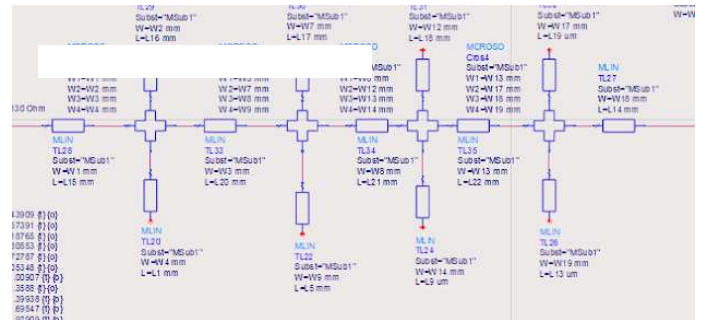 TL29
Subst="MSub1"
W=W2 mm
L=L16 mm
Subst="MSub1"
W=W7 mm
L=L17 mm
TL31
Subst="MSub1"
W=W12 mm
L=L18 mm
Subst="MSub1"
W=W17 mm
L=L19 um
W2=W2 mm
W3=W3 mm
W4=W4 mm
W2=W7 mm
W3=W8 mm
W4=W9 mm
MSub1"
W2=W12 mm
W3=W13 mm
W4=W14 mm
MCROSO
Cros4
Subst="MSub1"
W1=W13 mm
W2=W17 mm
W3=W18 mm
W4=W19 mm
MLIN
TL27
Subst="MSub1"
W=W18 mm
L=L14 mm
Ohm
MLIN
TL28
Subst="MSub1"
W=W1 mm
L=L15 mm
MLIN
TL33
Subst="MSub1"
W=W3 mm
L=L20 mm
MLIN
TL34
Subst="MSub1"
W=W8 mm
L=L21 mm
MLIN
TL35
Subst="MSub1"
W=W13 mm
L=L22 mm
MLIN
TL20
Subst="MSub1"
W=W4 mm
L=L1 mm
MLIN
TL22
Subst="MSub1"
W=W9 mm
L=L5 mm
MLIN
TL24
Subst="MSub1"
W=W14 mm
L=L9 um
MLIN
TL26
Subst="MSub1"
W=W19 mm
L=L13 um